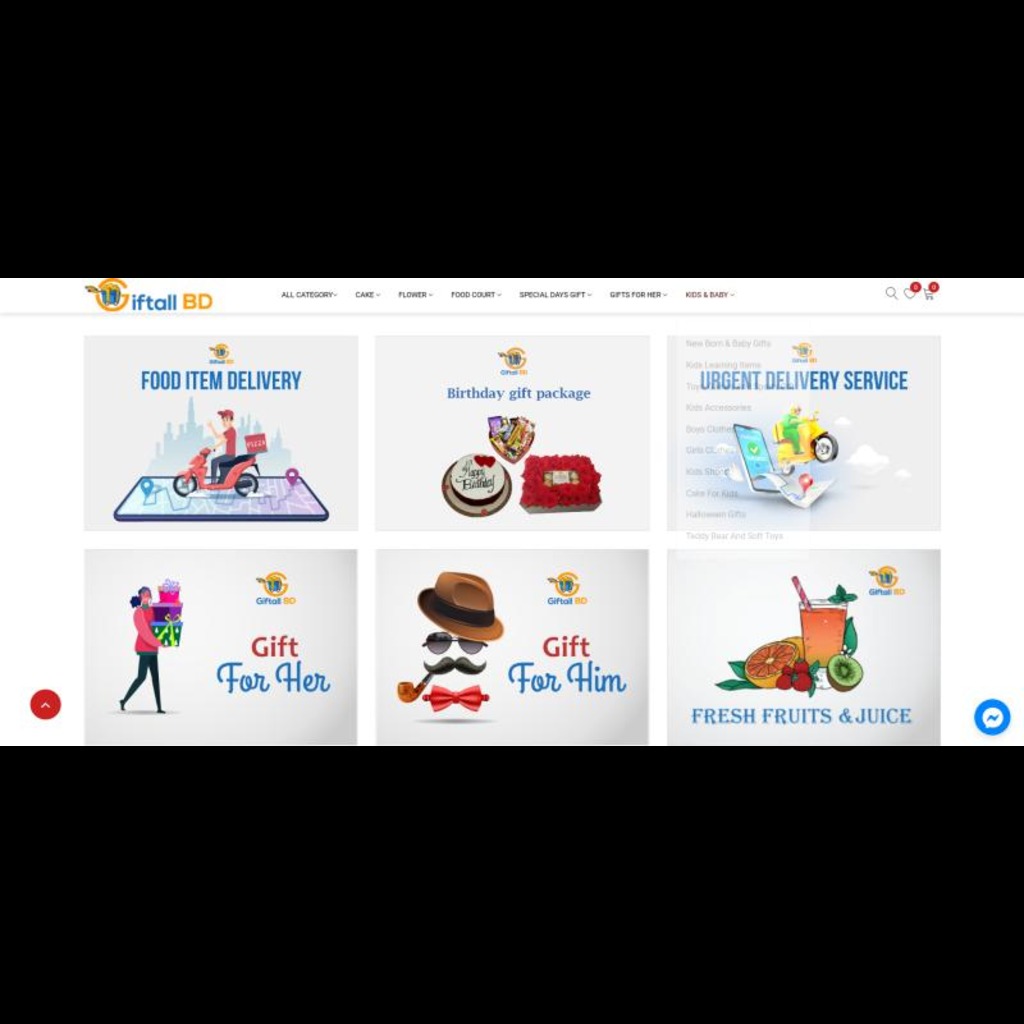 Giftall BD
ALL CATEGORY CAKE FLOWER FOOD COURT SPECIAL DAYS GIFT GIFTS FOR HER KIDS & BABY
0 0
Giftall BD
FOOD ITEM DELIVERY
PIZZA
Giftall BD
Birthday gift package
Happy
Birthday
Giftall BD
URGENT DELIVERY SERVICE
New Born & Baby Gifts
Kids Learning Items
Kids Accessories
Boys Clothes
Girls
Kids
Cake For Kids
Halloween Gifts
Teddy Bear And Soft Toys
Giftall BD
Gift
For Her
Giftall BD
Gift
For Him
Giftall BD
FRESH FRUITS & JUICE